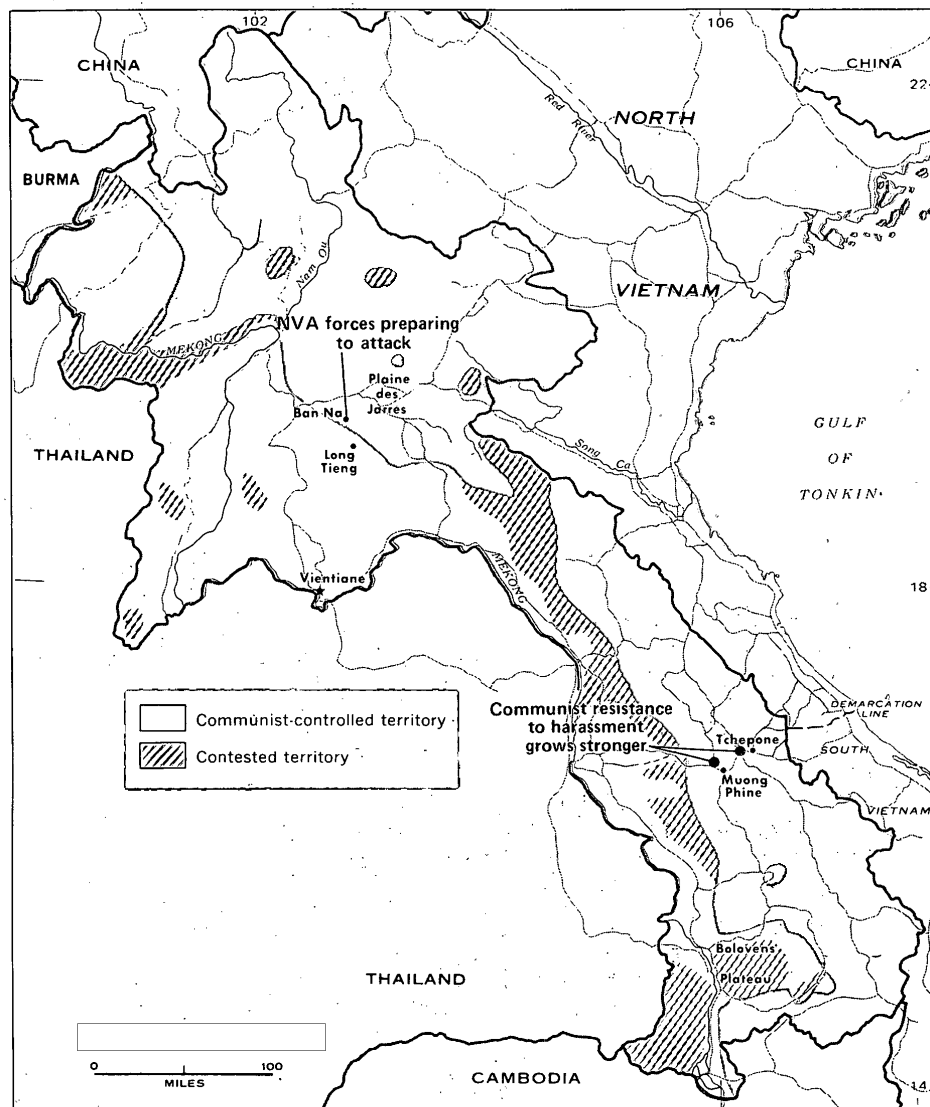 102
106
CHINA
CHINA
22
Red River
NORTH
BURMA
Nam Ou
VIETNAM
NVA forces preparing
to attack
MEKONG
Plaine
des
Jarres
Ban Na
Long
Tieng
THAILAND
GULF
OF
TONKIN
Song Ca
Vientiane
MEKONG
18
Communist-controlled territory
Contested territory
Communist resistance
to harassment
grows stronger
Tchepone
Muong
Phine
DEMARCATION
LINE
SOUTH
VIETNAM
Bolovens
Plateau
THAILAND
0 100
MILES
CAMBODIA
14